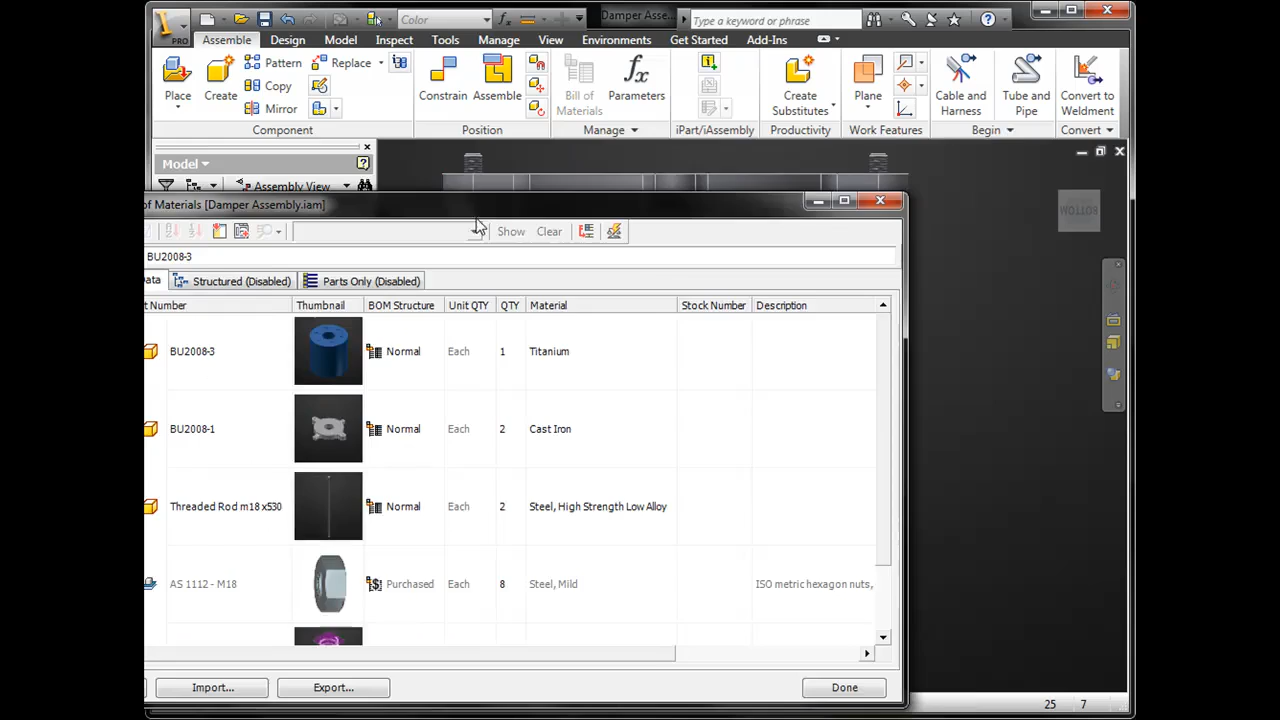 Color
Damper Asse...
Type a keyword or phrase
PRO
Assemble Design Model Inspect Tools Manage View Environments Get Started Add-Ins
Place
Create
Pattern
Copy
Mirror
Replace
Component
Constrain
Assemble
Position
Bill of Materials
fx
Parameters
Manage
iPart/iAssembly
Create Substitutes
Productivity
Plane
Work Features
Cable and Harness
Tube and Pipe
Begin
Convert to Weldment
Convert
Model
Assembly View
BOTTOM
of Materials [Damper Assembly.iam]
Show Clear
BU2008-3
Data Structured (Disabled) Parts Only (Disabled)
t Number Thumbnail BOM Structure Unit QTY QTY Material Stock Number Description
BU2008-3 Normal Each 1 Titanium
BU2008-1 Normal Each 2 Cast Iron
Threaded Rod m18 x530 Normal Each 2 Steel, High Strength Low Alloy
AS 1112 - M18 Purchased Each 8 Steel, Mild ISO metric hexagon nuts,
Import... Export... Done
25 7